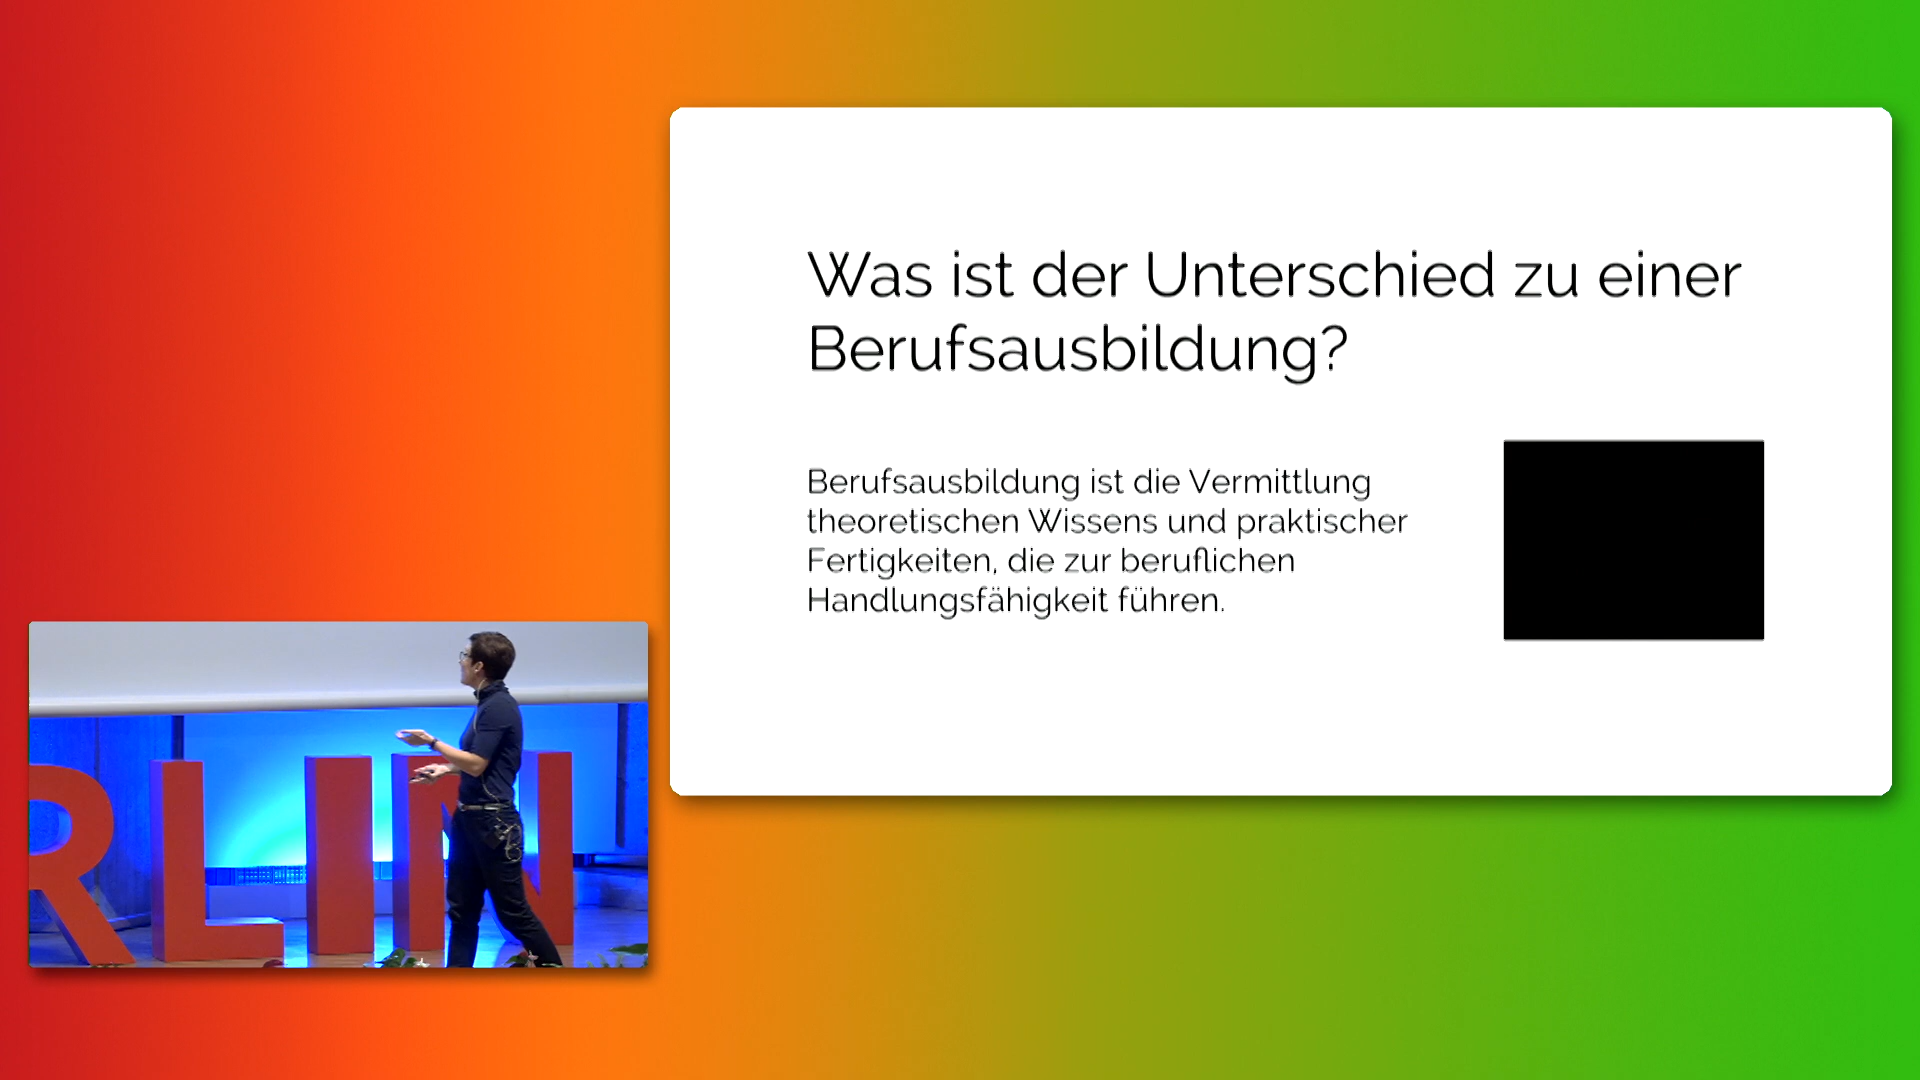 Was ist der Unterschied zu einer
Berufsausbildung?
Berufsausbildung ist die Vermittlung
theoretischen Wissens und praktischer
Fertigkeiten, die zur beruflichen
Handlungsfähigkeit führen.
RLIN